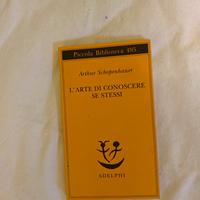 Piccola Biblioteca 495
Arthur Schopenhauer
L'ARTE DI CONOSCERE
SE STESSI
ADELPHI